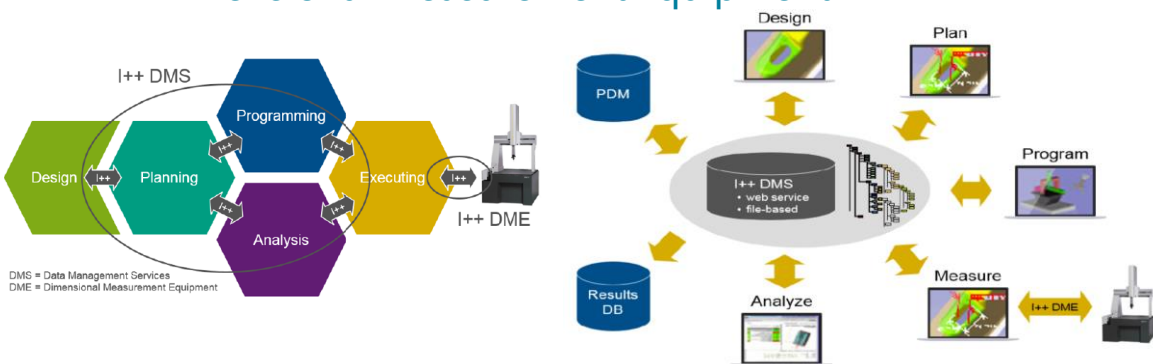 I++ DMS
Programming
I++
I++
Design
I++
Planning
Executing
I++
I++
I++
Analysis
I++ DME
DMS = Data Management Services
DME = Dimensional Measurement Equipment
Design
Plan
PDM
Program
I++ DMS
• web service
• file-based
Results
DB
Analyze
Measure
I++ DME